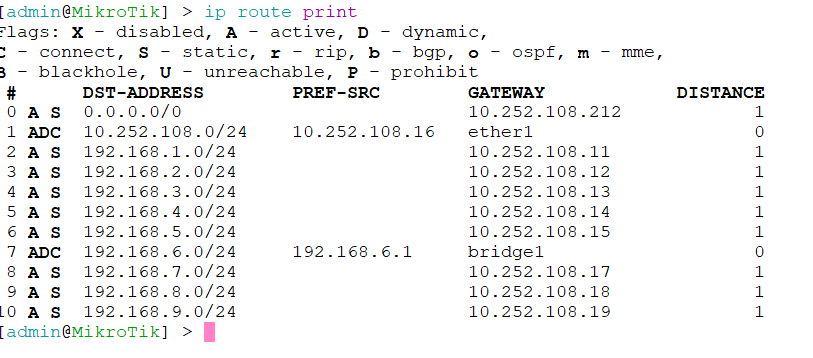 [admin@MikroTik] > ip route print
Flags: X - disabled, A - active, D - dynamic,
C - connect, S - static, r - rip, b - bgp, o - ospf, m - mme,
B - blackhole, U - unreachable, P - prohibit
# DST-ADDRESS PREF-SRC GATEWAY DISTANCE
0 A S 0.0.0.0/0 10.252.108.212 1
1 ADC 10.252.108.0/24 10.252.108.16 ether1 0
2 A S 192.168.1.0/24 10.252.108.11 1
3 A S 192.168.2.0/24 10.252.108.12 1
4 A S 192.168.3.0/24 10.252.108.13 1
5 A S 192.168.4.0/24 10.252.108.14 1
6 A S 192.168.5.0/24 10.252.108.15 1
7 ADC 192.168.6.0/24 192.168.6.1 bridge1 0
8 A S 192.168.7.0/24 10.252.108.17 1
9 A S 192.168.8.0/24 10.252.108.18 1
10 A S 192.168.9.0/24 10.252.108.19 1
[admin@MikroTik] >